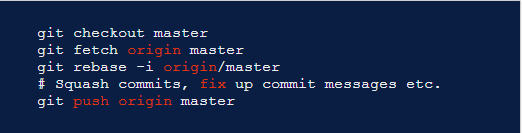 git checkout master
git fetch origin master
git rebase -i origin/master
# Squash commits, fix up commit messages etc.
git push origin master